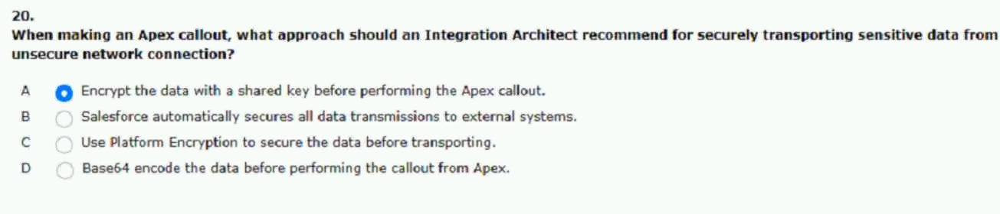 20.
When making an Apex callout, what approach should an Integration Architect recommend for securely transporting sensitive data from
unsecure network connection?
A Encrypt the data with a shared key before performing the Apex callout.
B Salesforce automatically secures all data transmissions to external systems.
C Use Platform Encryption to secure the data before transporting.
D Base64 encode the data before performing the callout from Apex.